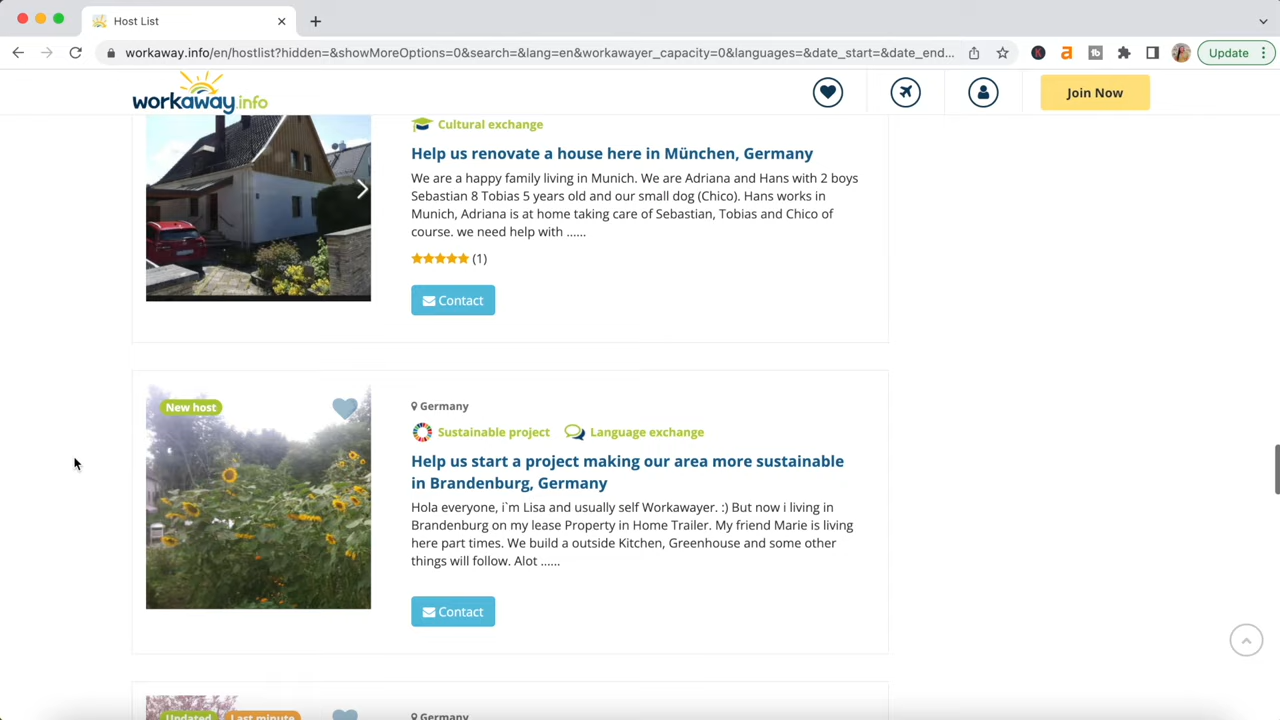 Host List
workaway.info/en/hostlist?hidden=&showMoreOptions=0&search=&lang=en&workawayer_capacity=0&languages=&date_start=&date_end...
Update
workaway.info
Join Now
Cultural exchange
Help us renovate a house here in München, Germany
We are a happy family living in Munich. We are Adriana and Hans with 2 boys
Sebastian 8 Tobias 5 years old and our small dog (Chico). Hans works in
Munich, Adriana is at home taking care of Sebastian, Tobias and Chico of
course. we need help with ......
(1)
Contact
New host
Germany
Sustainable project Language exchange
Help us start a project making our area more sustainable
in Brandenburg, Germany
Hola everyone, i`m Lisa and usually self Workawayer. :) But now i living in
Brandenburg on my lease Property in Home Trailer. My friend Marie is living
here part times. We build a outside Kitchen, Greenhouse and some other
things will follow. Alot ......
Contact
Updated Last minute
Germany